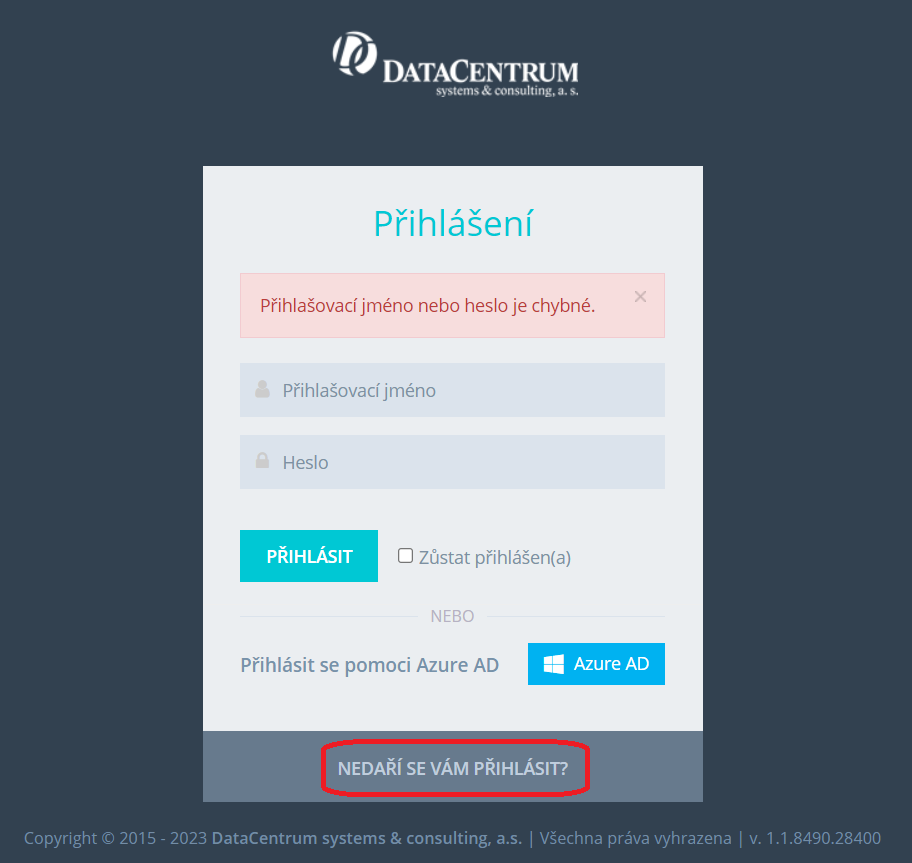 DATACENTRUM
systems & consulting, a. s.
Přihlášení
Přihlašovací jméno nebo heslo je chybné.
Přihlašovací jméno
Heslo
PŘIHLÁSIT
Zůstat přihlášen(a)
NEBO
Přihlásit se pomoci Azure AD
Azure AD
NEDAŘÍ SE VÁM PŘIHLÁSIT?
Copyright © 2015 - 2023 DataCentrum systems & consulting, a.s. | Všechna práva vyhrazena | v. 1.1.8490.28400